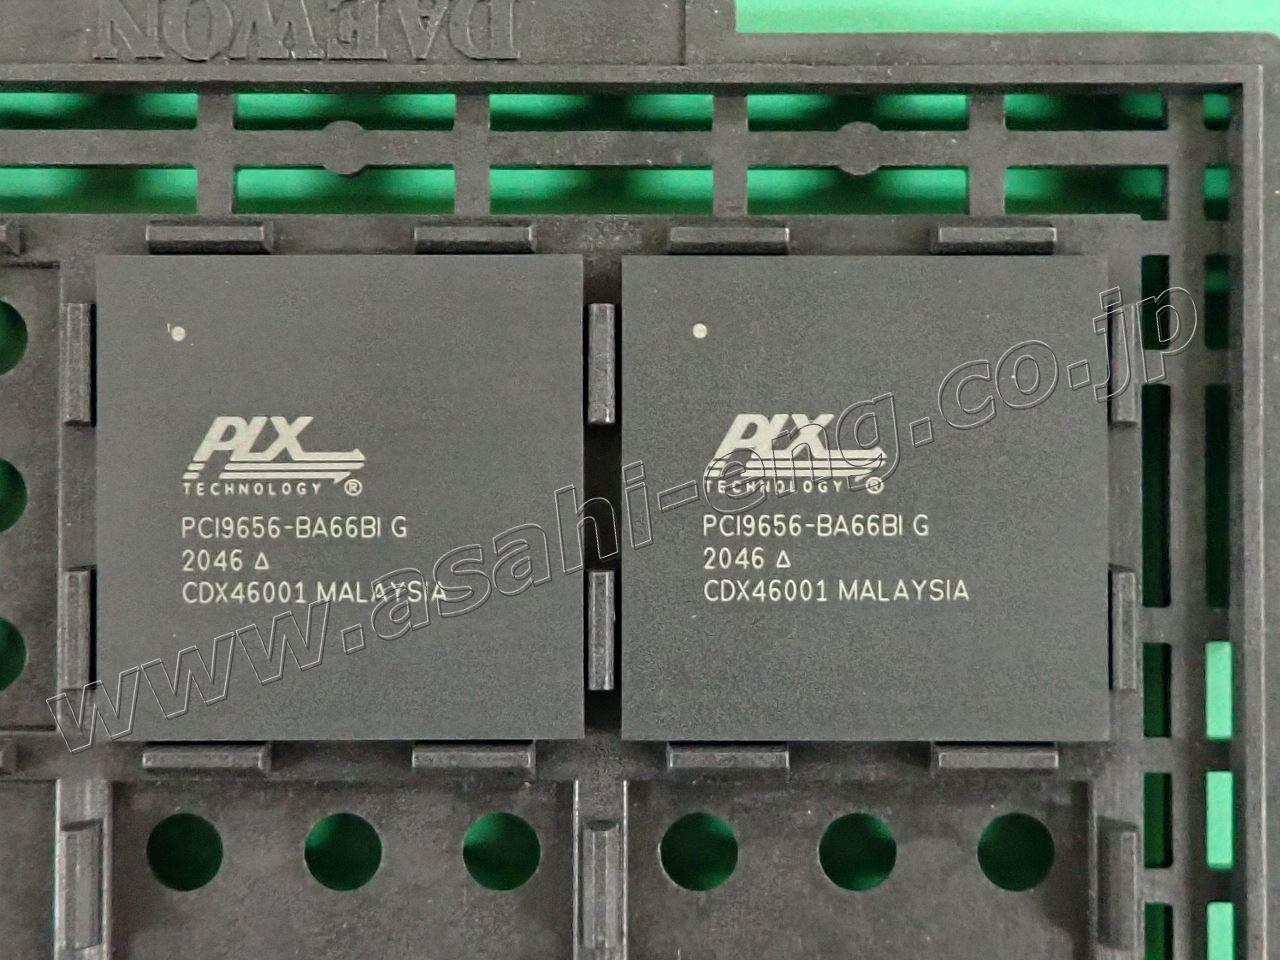 DAEWON
PLX
TECHNOLOGY ®
PCI9656-BA66BI G
2046 Δ
CDX46001 MALAYSIA
PLX
TECHNOLOGY ®
PCI9656-BA66BI G
2046 Δ
CDX46001 MALAYSIA
www.asahi-eng.co.jp